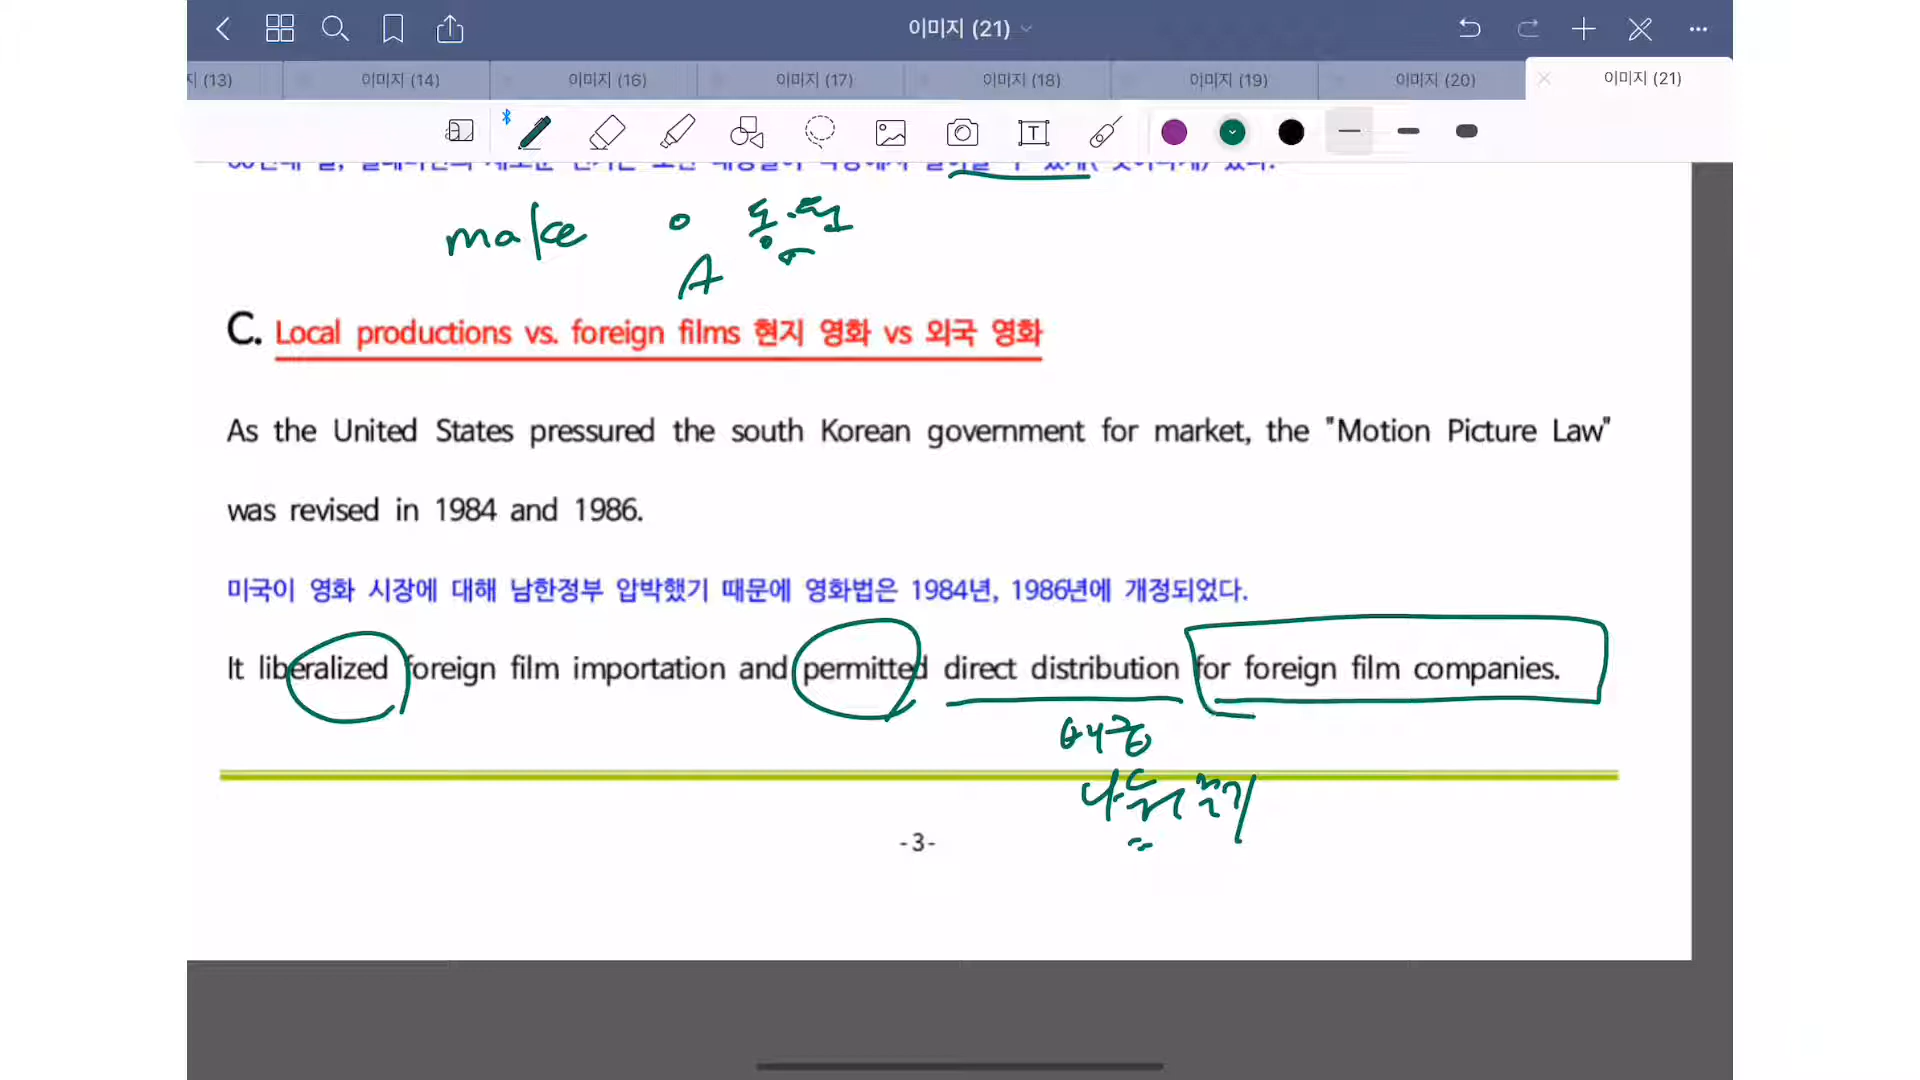 이미지 (21)
(13)
이미지 (14)
이미지 (16)
이미지 (17)
이미지 (18)
이미지 (19)
이미지 (20)
이미지 (21)
make o 동.원
A
C. Local productions vs. foreign films 현지 영화 vs 외국 영화
As the United States pressured the south Korean government for market, the "Motion Picture Law"
was revised in 1984 and 1986.
미국이 영화 시장에 대해 남한정부 압박했기 때문에 영화법은 1984년, 1986년에 개정되었다.
It liberalized foreign film importation and permitted direct distribution for foreign film companies.
배급
나눠주기
-3-